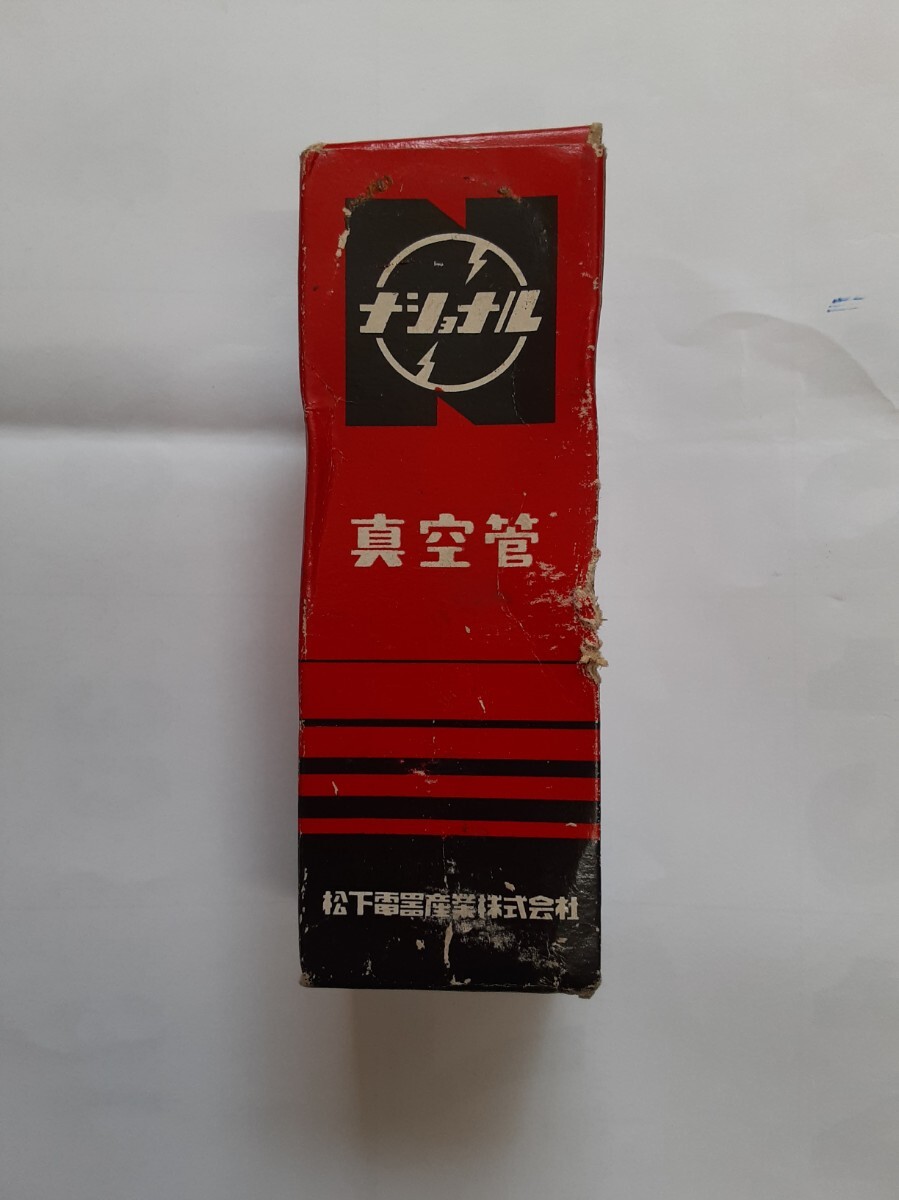 ナショナル
真空管
松下電器産業株式会社